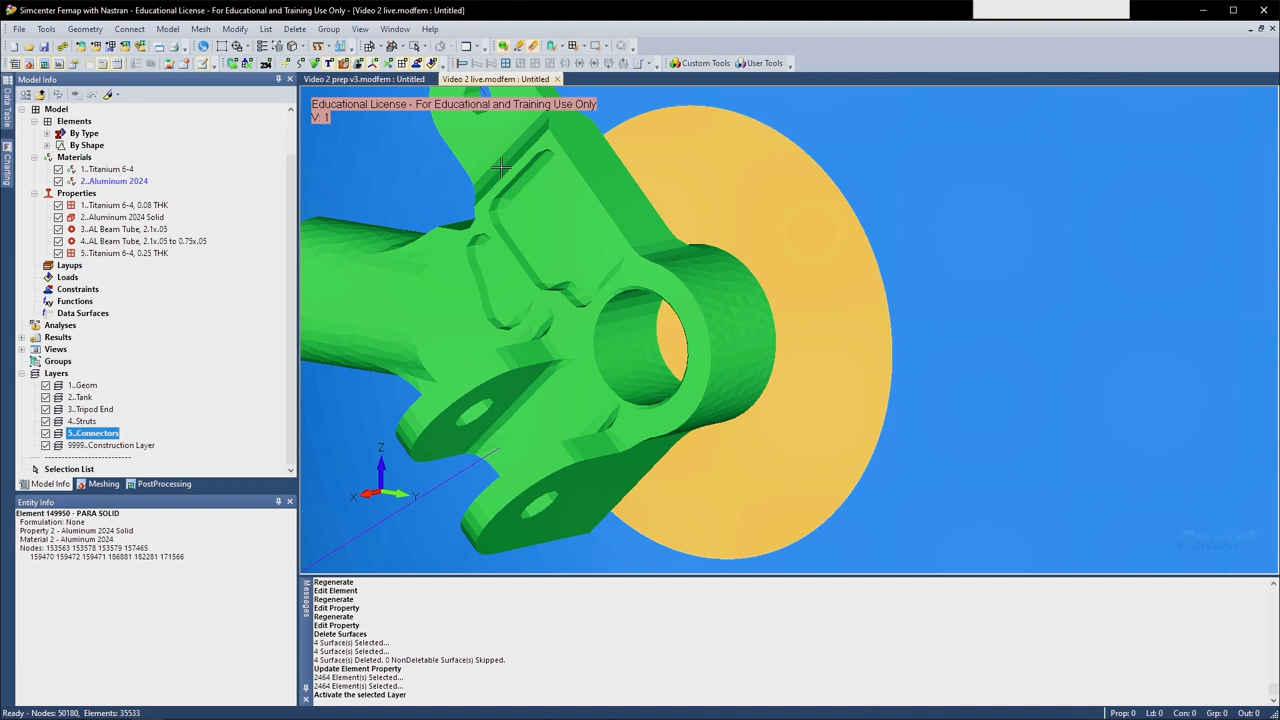 Simcenter Femap with Nastran - Educational License - For Educational and Training Use Only - [Video 2 live.modfem : Untitled]
File Tools Geometry Connect Model Mesh Modify List Delete Group View Window Help
Custom Tools User Tools
Model Info
Video 2 prep v3.modfem : Untitled
Video 2 live.modfem : Untitled
Data Table
Charting
Model
Elements
By Type
By Shape
Materials
1..Titanium 6-4
2..Aluminum 2024
Properties
1..Titanium 6-4, 0.08 THK
2..Aluminum 2024 Solid
3..AL Beam Tube, 2.1x.05
4..AL Beam Tube, 2.1x.05 to 0.75x.05
5..Titanium 6-4, 0.25 THK
Layups
Loads
Constraints
Functions
Data Surfaces
Analyses
Results
Views
Groups
Layers
1..Geom
2..Tank
3..Tripod End
4..Struts
5..Connectors
9999..Construction Layer
Selection List
Model Info Meshing PostProcessing
Entity Info
Element 149950 - PARA SOLID
Formulation: None
Property 2 - Aluminum 2024 Solid
Material 2 - Aluminum 2024
Nodes: 153563 153578 153579 157465
159470 159472 159471 186881 182281 171566
Educational License - For Educational and Training Use Only
V: 1
Z
X
Y
FEMAP
Messages
Regenerate
Edit Element
Regenerate
Edit Property
Regenerate
Edit Property
Delete Surfaces
4 Surface(s) Selected...
4 Surface(s) Selected...
4 Surface(s) Deleted. 0 NonDeletable Surface(s) Skipped.
Update Element Property
2464 Element(s) Selected...
2464 Element(s) Selected...
Activate the selected Layer
Ready - Nodes: 50180, Elements: 35533
Prop: 0 Ld: 0 Con: 0 Grp: 0 Out: 0